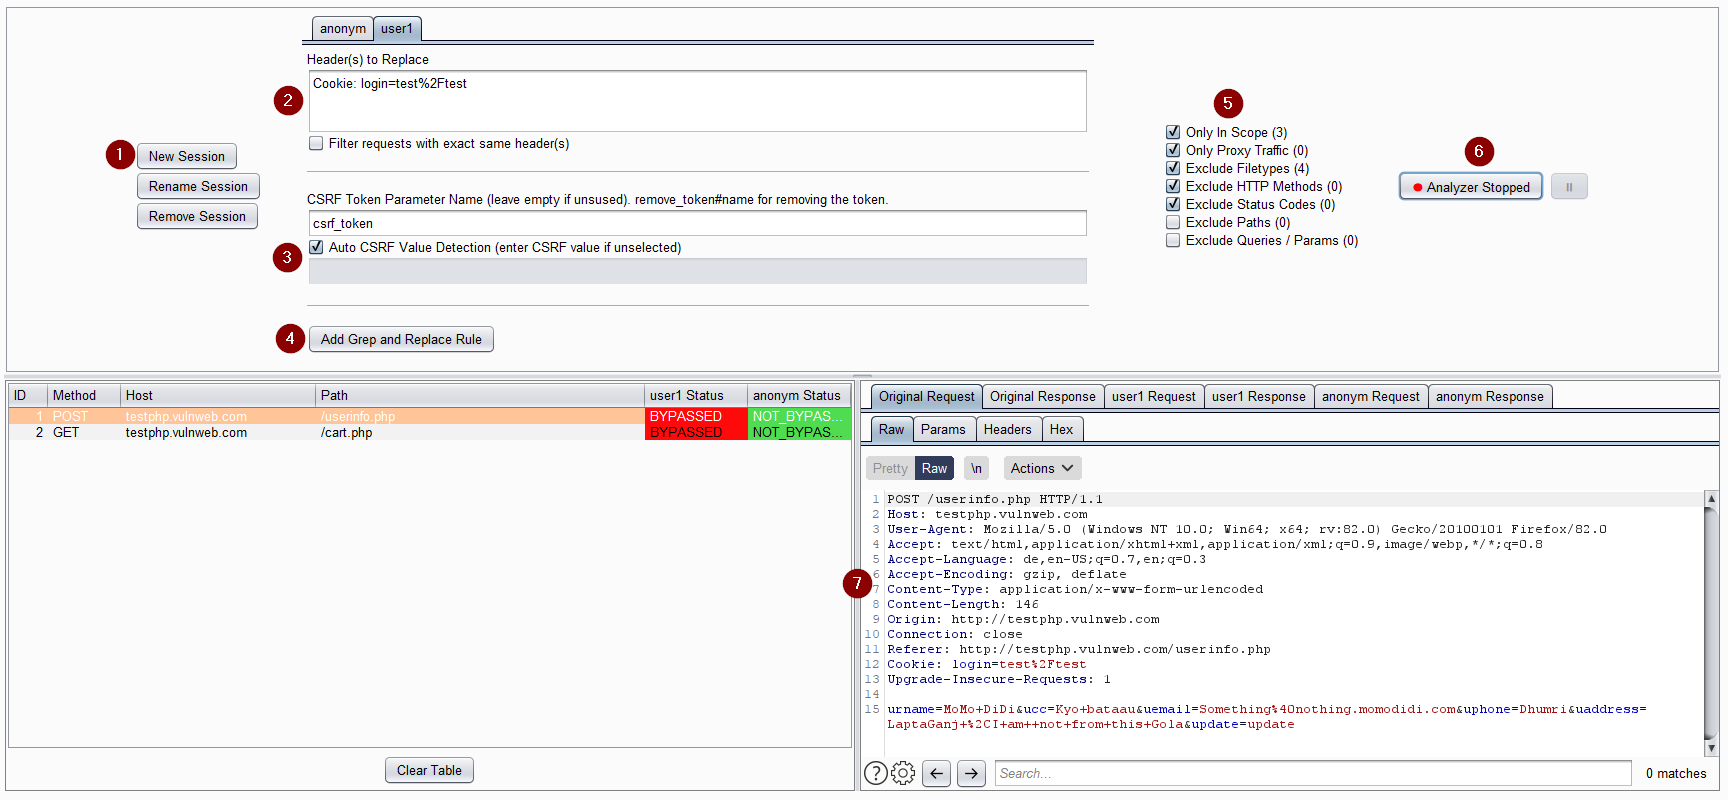 anonym user1
Header(s) to Replace
Cookie: login=test%2Ftest
2
Filter requests with exact same header(s)
1
New Session
Rename Session
Remove Session
CSRF Token Parameter Name (leave empty if unsused). remove_token#name for removing the token.
csrf_token
Auto CSRF Value Detection (enter CSRF value if unselected)
3
4
Add Grep and Replace Rule
5
Only In Scope (3)
Only Proxy Traffic (0)
Exclude Filetypes (4)
Exclude HTTP Methods (0)
Exclude Status Codes (0)
Exclude Paths (0)
Exclude Queries / Params (0)
6
Analyzer Stopped
ID Method Host Path user1 Status anonym Status
1 POST testphp.vulnweb.com /userinfo.php BYPASSED NOT_BYPAS...
2 GET testphp.vulnweb.com /cart.php BYPASSED NOT_BYPAS...
Clear Table
Original Request Original Response user1 Request user1 Response anonym Request anonym Response
Raw Params Headers Hex
Pretty Raw \n Actions
7
1 POST /userinfo.php HTTP/1.1
2 Host: testphp.vulnweb.com
3 User-Agent: Mozilla/5.0 (Windows NT 10.0; Win64; x64; rv:82.0) Gecko/20100101 Firefox/82.0
4 Accept: text/html,application/xhtml+xml,application/xml;q=0.9,image/webp,*/*;q=0.8
5 Accept-Language: de,en-US;q=0.7,en;q=0.3
6 Accept-Encoding: gzip, deflate
7 Content-Type: application/x-www-form-urlencoded
8 Content-Length: 146
9 Origin: http://testphp.vulnweb.com
10 Connection: close
11 Referer: http://testphp.vulnweb.com/userinfo.php
12 Cookie: login=test%2Ftest
13 Upgrade-Insecure-Requests: 1
14
15 urname=MoMo+DiDi&ucc=Kyo+bataau&uemail=Something%40nothing.momodidi.com&uphone=Dhumri&uaddress=
LaptaGanj+%2CI+am++not+from+this+Gola&update=update
? Search... 0 matches